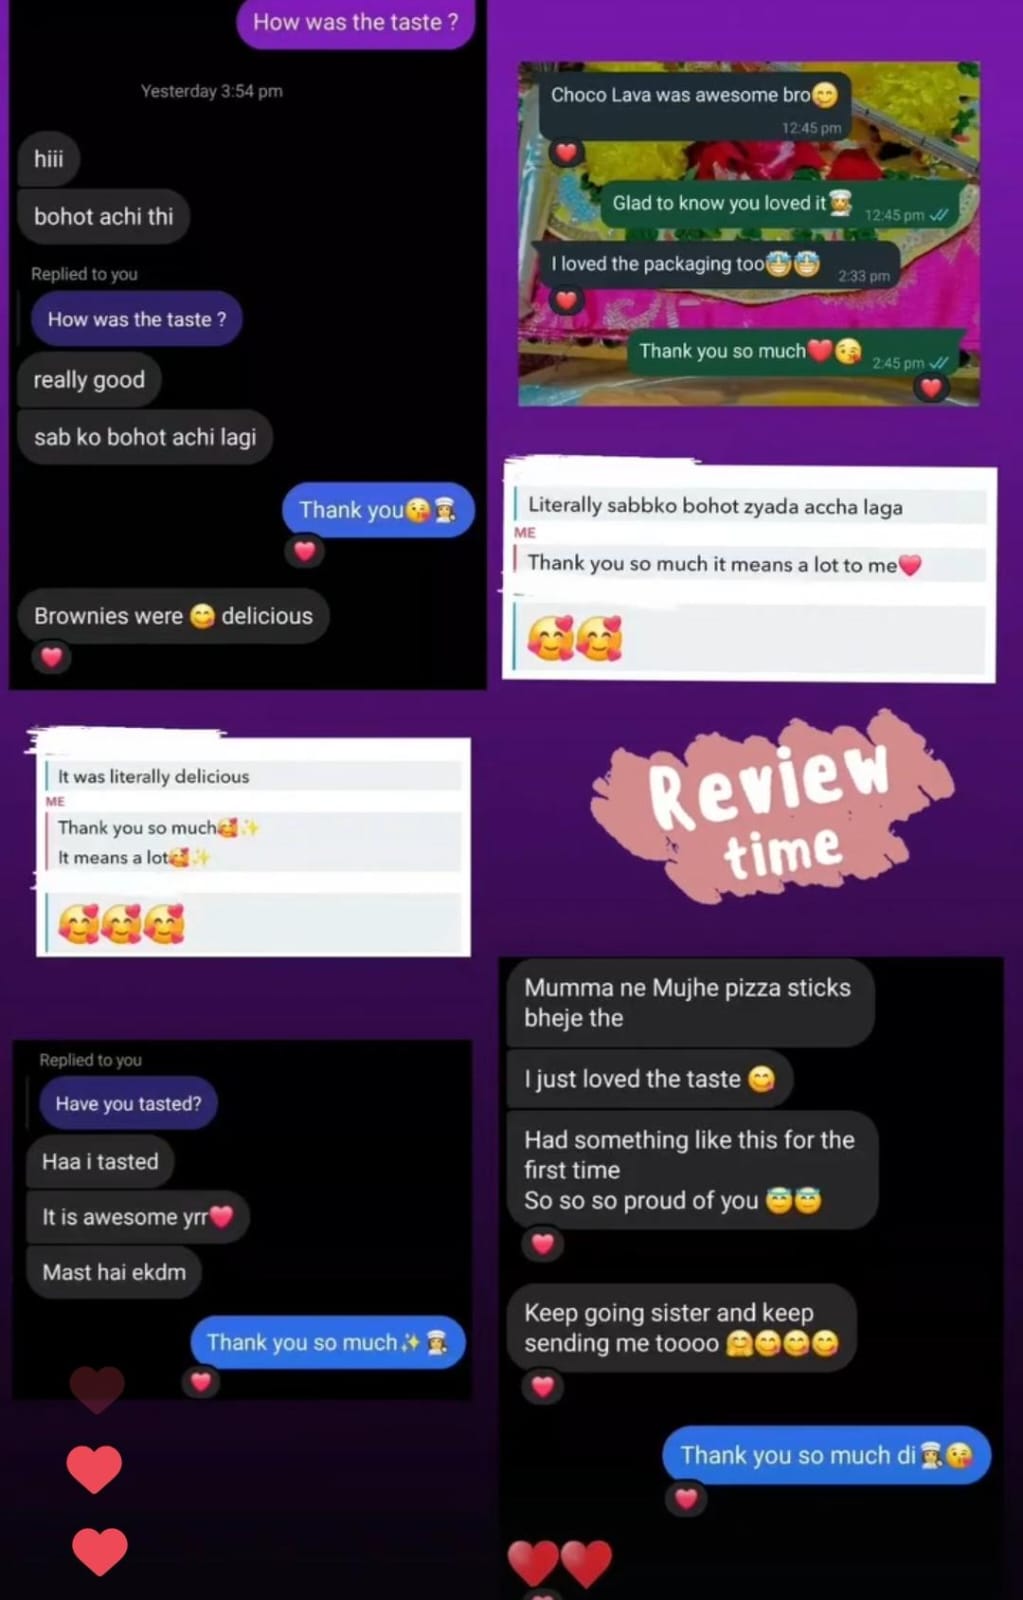 How was the taste ?
Yesterday 3:54 pm
hiii
bohot achi thi
Replied to you
How was the taste ?
really good
sab ko bohot achi lagi
Thank you😘👩‍🍳
Brownies were 😋 delicious
Choco Lava was awesome bro😋
12:45 pm
Glad to know you loved it👩‍🍳
12:45 pm
I loved the packaging too🤩🤩
2:33 pm
Thank you so much❤️😘
2:45 pm
Literally sabbko bohot zyada accha laga
ME
Thank you so much it means a lot to me❤️
🥰🥰
It was literally delicious
ME
Thank you so much🥰✨
It means a lot🥰✨
🥰🥰🥰
Review
time
Replied to you
Have you tasted?
Haa i tasted
It is awesome yrr❤️
Mast hai ekdm
Thank you so much✨👩‍🍳
Mumma ne Mujhe pizza sticks
bheje the
I just loved the taste 😋
Had something like this for the
first time
So so so proud of you 😇😇
Keep going sister and keep
sending me toooo 🤗😋😋😋
Thank you so much di👩‍🍳😘
♥️♥️